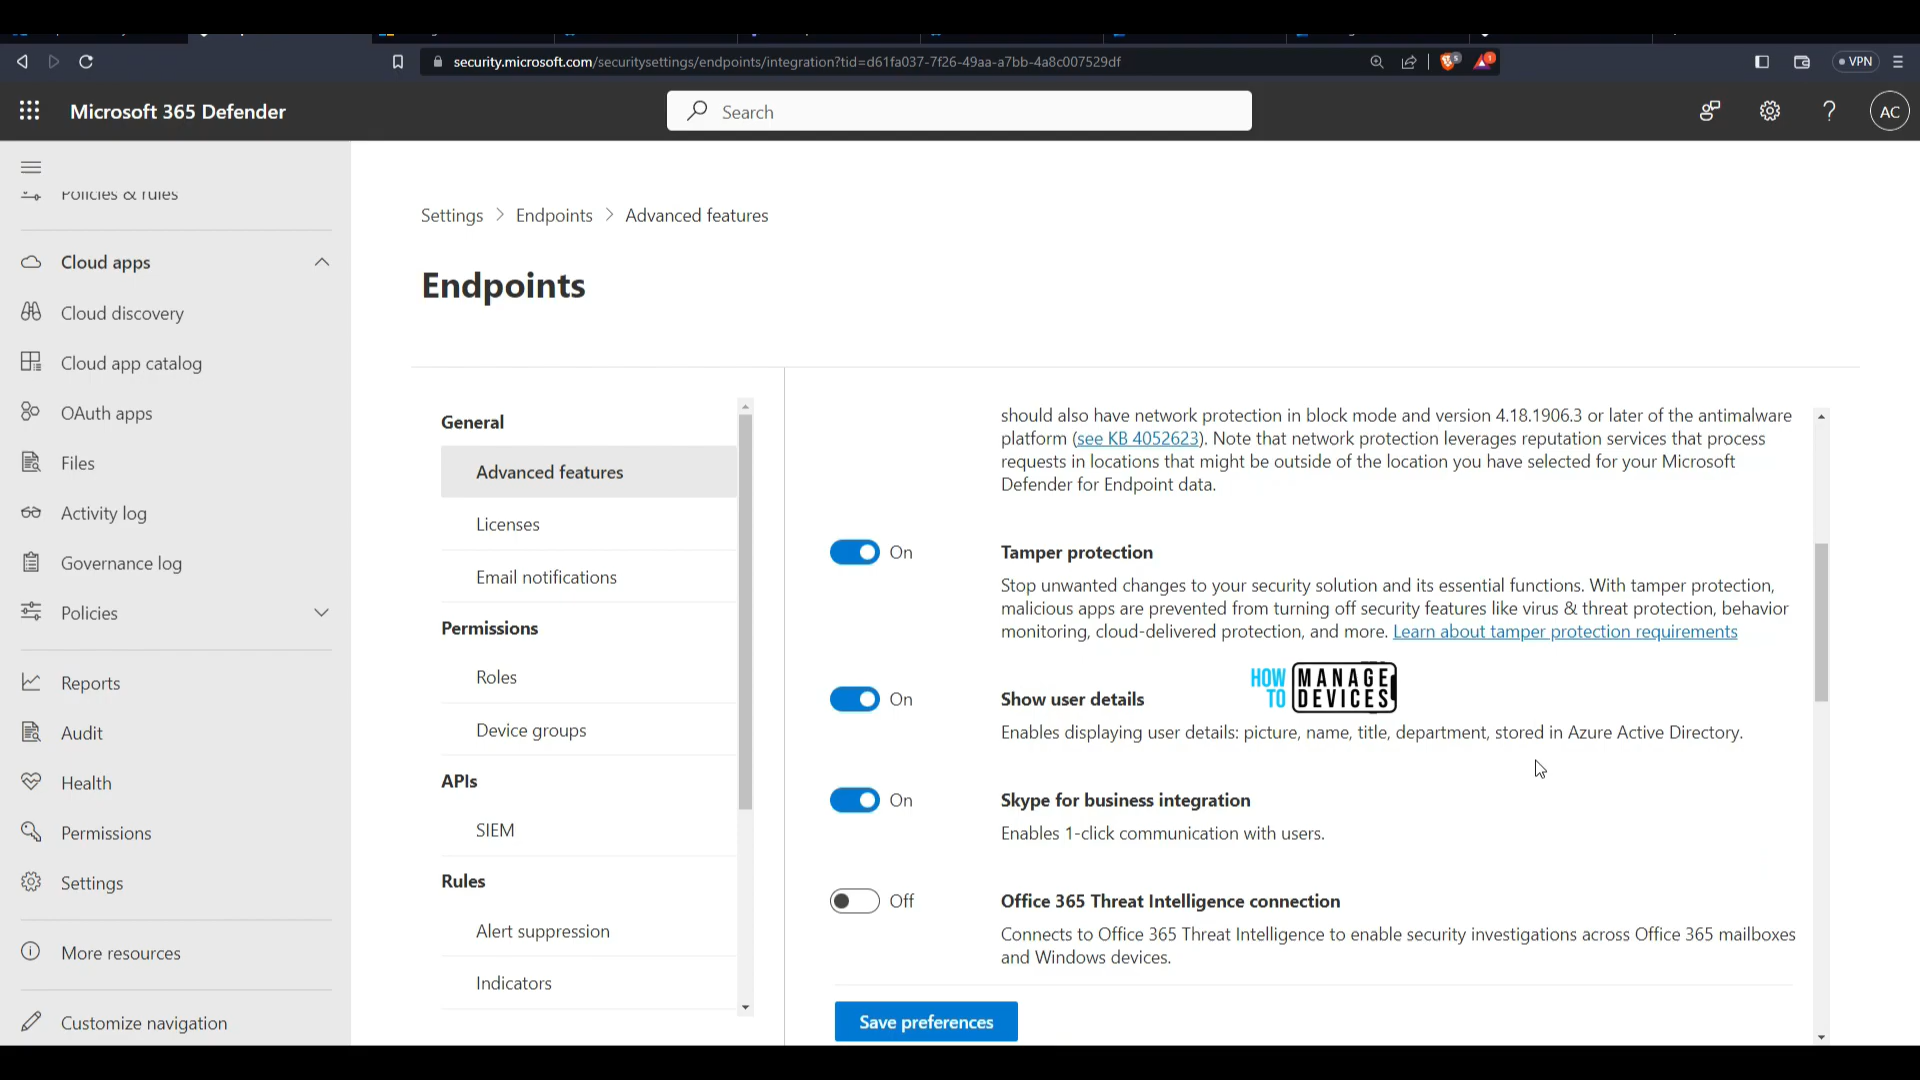 security.microsoft.com/securitysettings/endpoints/integration?tid=d61fa037-7f26-49aa-a7bb-4a8c007529df
VPN
Microsoft 365 Defender
Search
AC
Policies & rules
Cloud apps
Cloud discovery
Cloud app catalog
OAuth apps
Files
Activity log
Governance log
Policies
Reports
Audit
Health
Permissions
Settings
More resources
Customize navigation
Settings > Endpoints > Advanced features
Endpoints
General
Advanced features
Licenses
Email notifications
Permissions
Roles
Device groups
APIs
SIEM
Rules
Alert suppression
Indicators
should also have network protection in block mode and version 4.18.1906.3 or later of the antimalware
platform (see KB 4052623). Note that network protection leverages reputation services that process
requests in locations that might be outside of the location you have selected for your Microsoft
Defender for Endpoint data.
On
Tamper protection
Stop unwanted changes to your security solution and its essential functions. With tamper protection,
malicious apps are prevented from turning off security features like virus & threat protection, behavior
monitoring, cloud-delivered protection, and more. Learn about tamper protection requirements
HOW TO MANAGE DEVICES
On
Show user details
Enables displaying user details: picture, name, title, department, stored in Azure Active Directory.
On
Skype for business integration
Enables 1-click communication with users.
Off
Office 365 Threat Intelligence connection
Connects to Office 365 Threat Intelligence to enable security investigations across Office 365 mailboxes
and Windows devices.
Save preferences